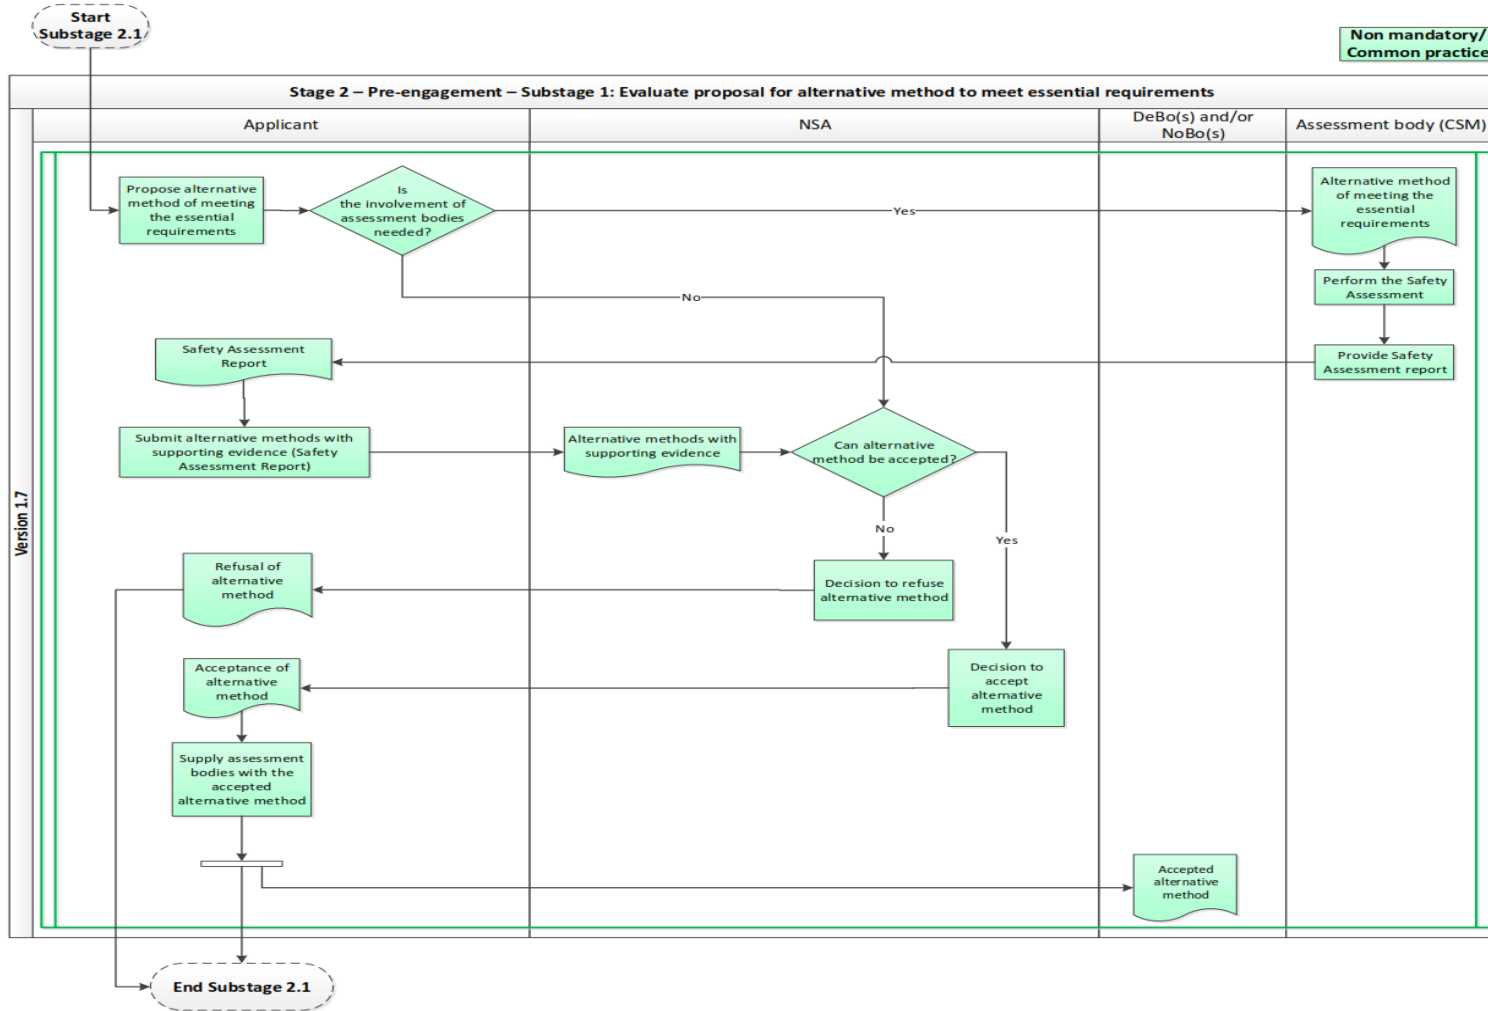 Start
Substage 2.1
Non mandatory/
Common practice
Stage 2 – Pre-engagement – Substage 1: Evaluate proposal for alternative method to meet essential requirements
Applicant
NSA
DeBo(s) and/or
NoBo(s)
Assessment body (CSM)
Version 1.7
Propose alternative
method of meeting
the essential
requirements
Is
the involvement of
assessment bodies
needed?
Yes
Alternative method
of meeting the
essential
requirements
Perform the Safety
Assessment
No
Safety Assessment
Report
Provide Safety
Assessment report
Submit alternative methods with
supporting evidence (Safety
Assessment Report)
Alternative methods with
supporting evidence
Can alternative
method be accepted?
No
Yes
Refusal of
alternative
method
Decision to refuse
alternative method
Acceptance of
alternative
method
Decision to
accept
alternative
method
Supply assessment
bodies with the
accepted
alternative method
Accepted
alternative
method
End Substage 2.1